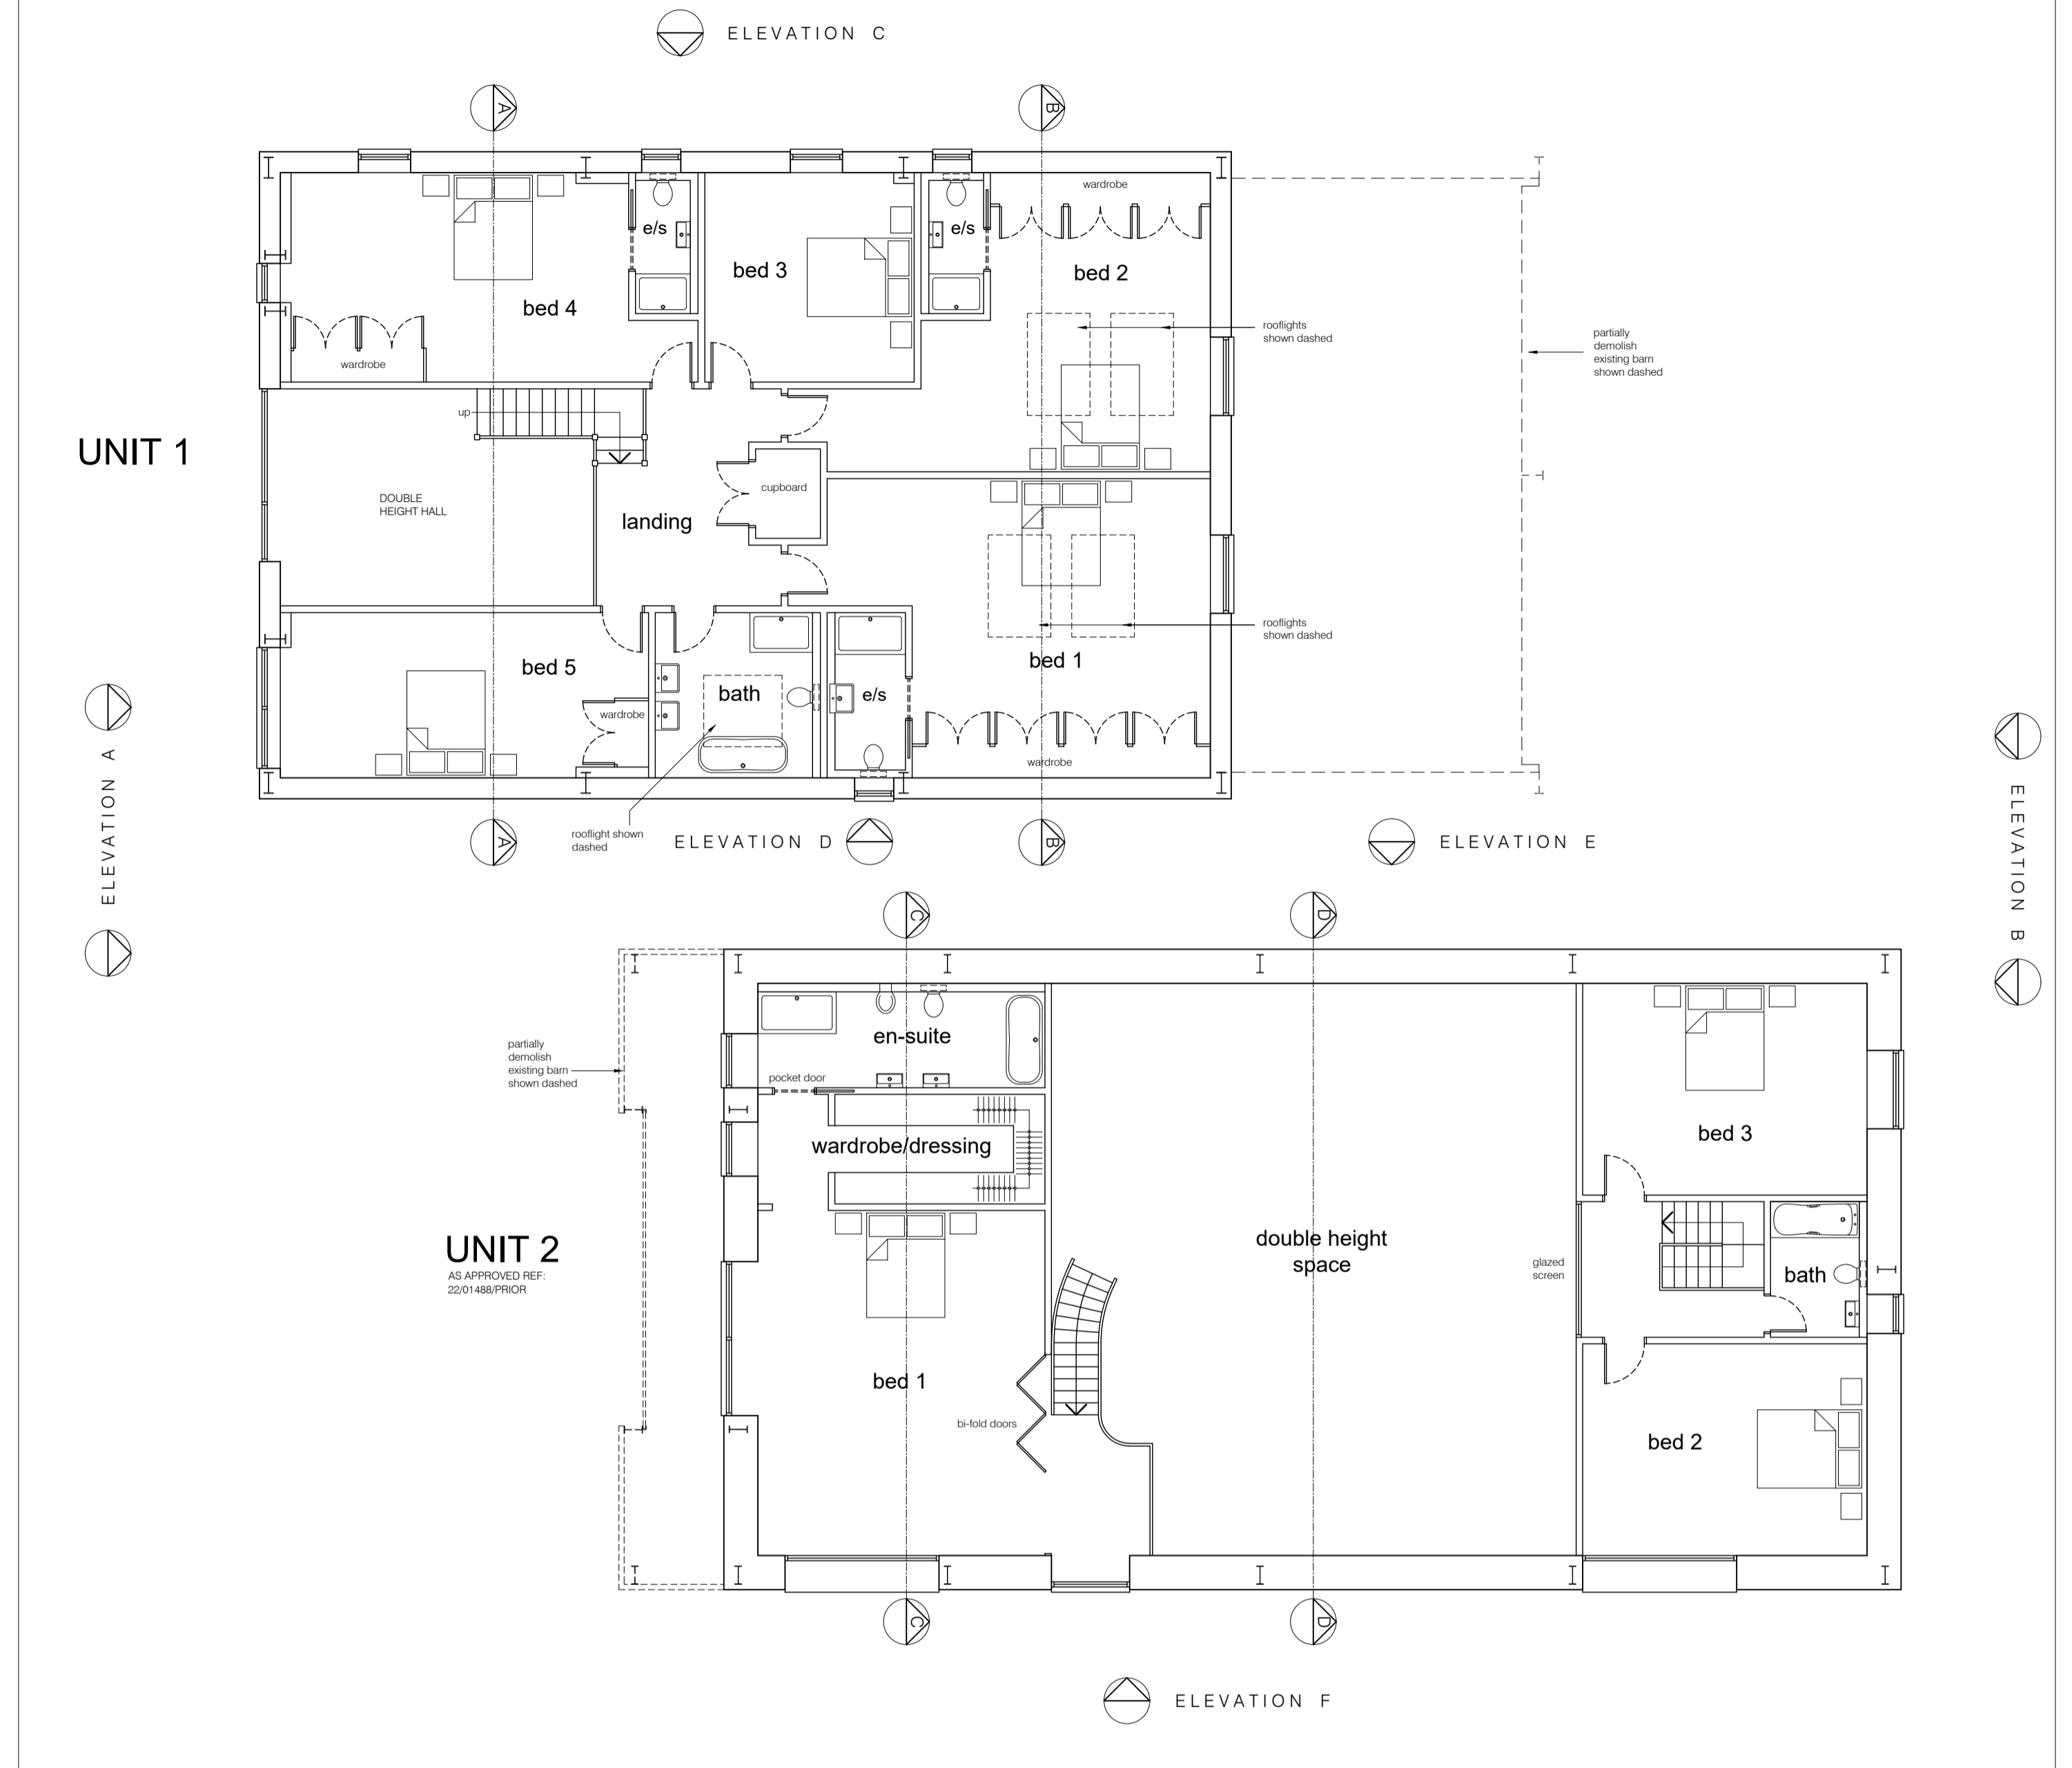 ELEVATION C
A
B
wardrobe
e/s
e/s
bed 3
bed 2
bed 4
rooflights
shown dashed
partially
demolish
existing barn
shown dashed
wardrobe
up
UNIT 1
cupboard
DOUBLE
HEIGHT HALL
landing
rooflights
shown dashed
bed 5
bed 1
bath
e/s
wardrobe
wardrobe
rooflight shown
dashed
A
ELEVATION D
B
ELEVATION E
ELEVATION A
ELEVATION B
C
D
en-suite
partially
demolish
existing barn
shown dashed
pocket door
wardrobe/dressing
bed 3
UNIT 2
AS APPROVED REF:
22/01488/PRIOR
double height
space
glazed
screen
bath
bed 1
bi-fold doors
bed 2
C
D
ELEVATION F